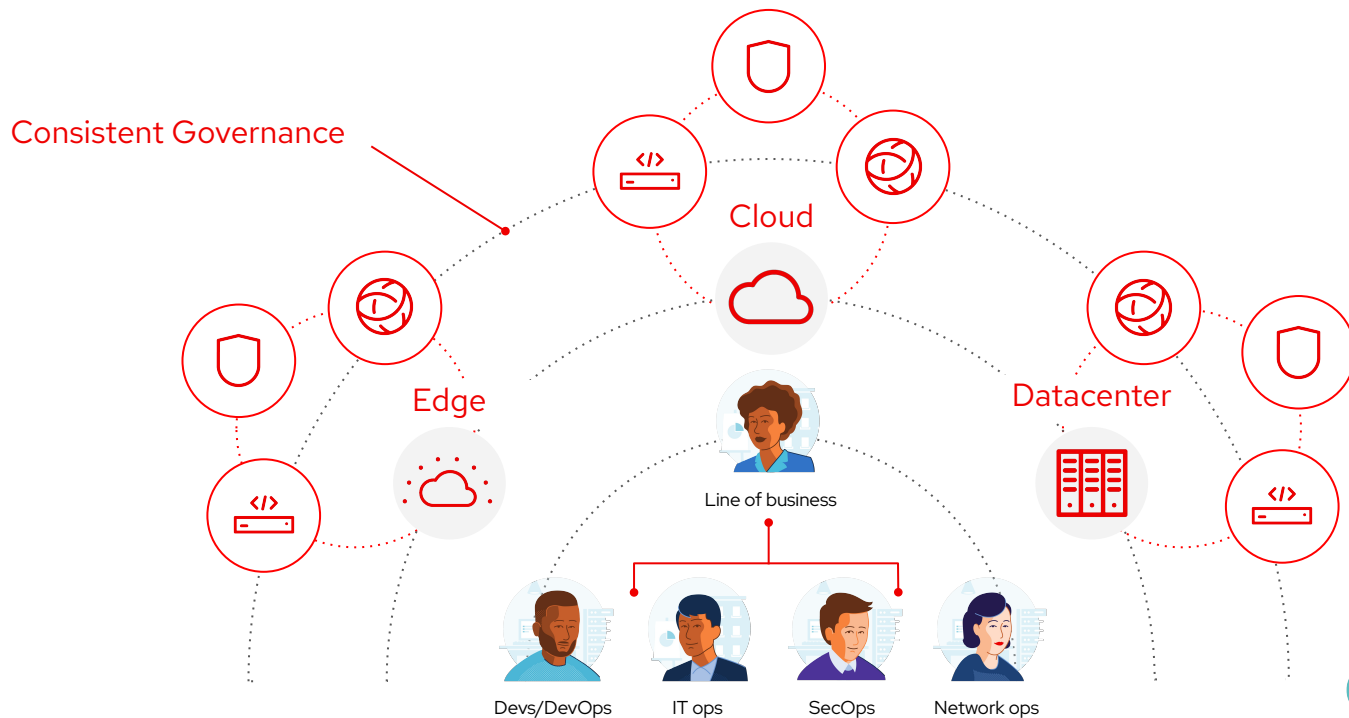 Consistent Governance
</>
Cloud
Edge
Datacenter
Line of business
</>
</>
Devs/DevOps
IT ops
SecOps
Network ops